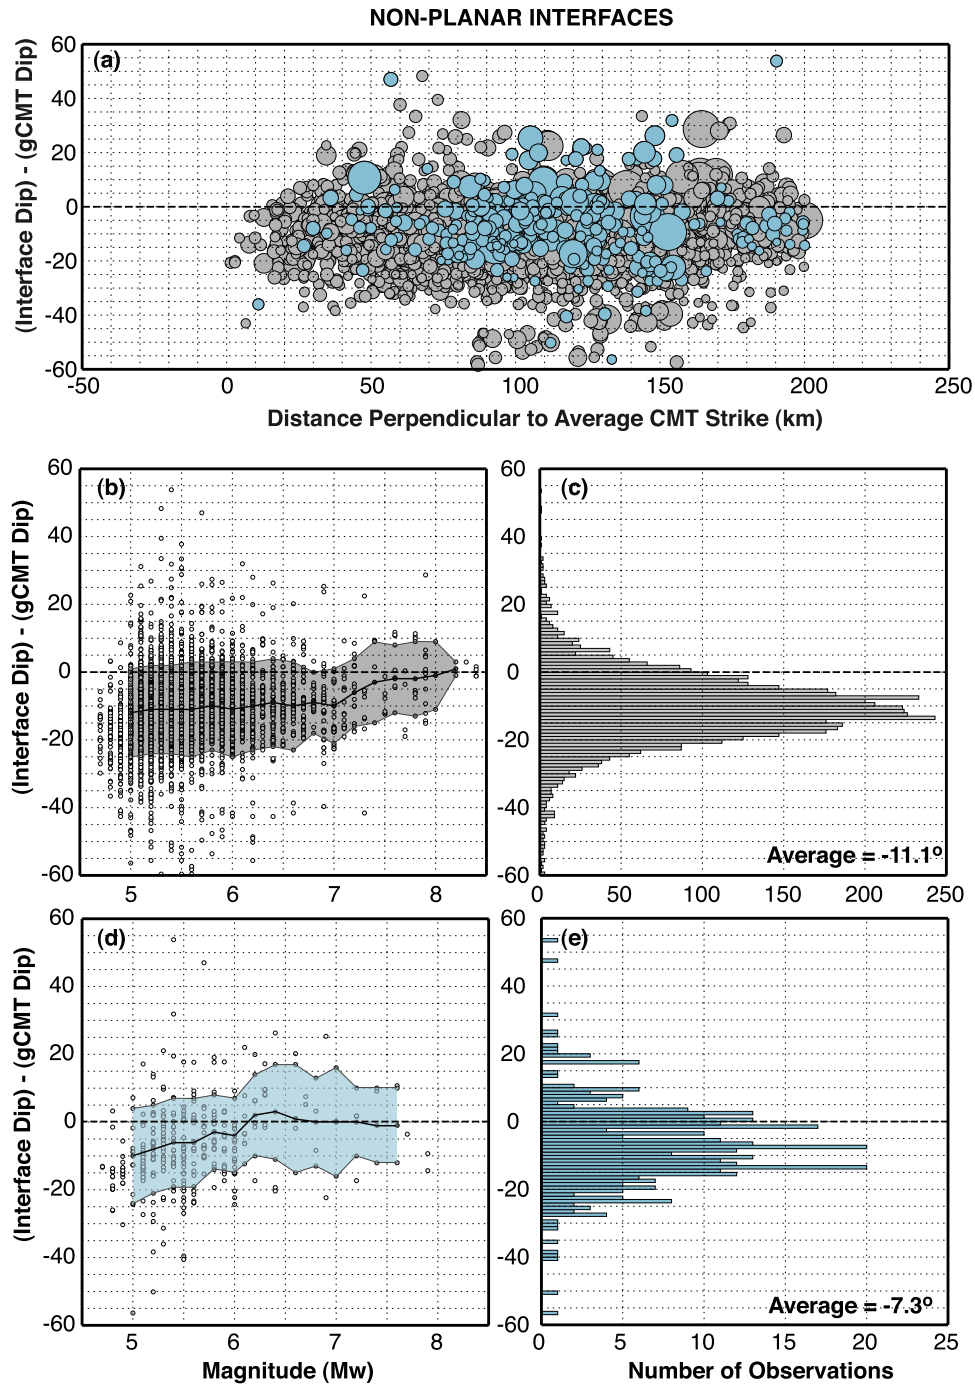 NON-PLANAR INTERFACES
(a)
(Interface Dip) - (gCMT Dip)
60
40
20
0
-20
-40
-60
-50 0 50 100 150 200 250
Distance Perpendicular to Average CMT Strike (km)
(b)
(Interface Dip) - (gCMT Dip)
60
40
20
0
-20
-40
-60
5 6 7 8
(c)
60
40
20
0
-20
-40
-60
Average = -11.1º
0 50 100 150 200 250
(d)
(Interface Dip) - (gCMT Dip)
60
40
20
0
-20
-40
-60
5 6 7 8
Magnitude (Mw)
(e)
60
40
20
0
-20
-40
-60
Average = -7.3º
0 5 10 15 20 25
Number of Observations